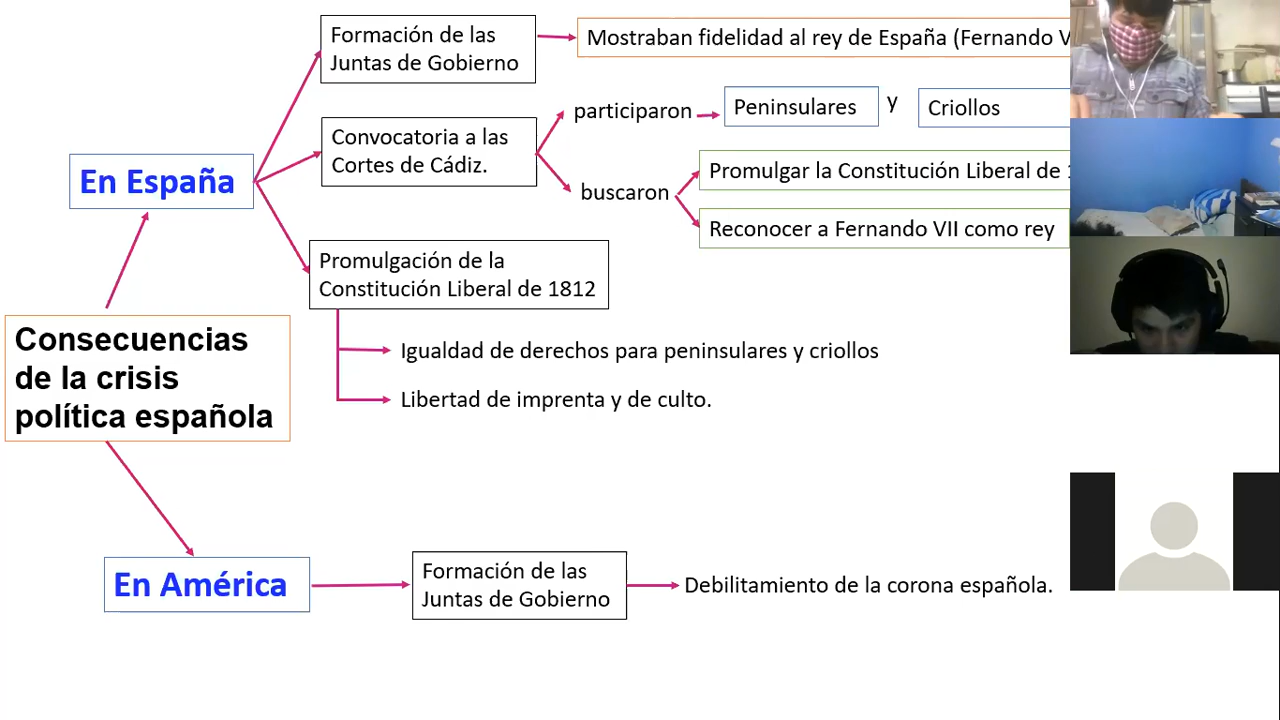 Formación de las
Juntas de Gobierno
Mostraban fidelidad al rey de España (Fernando
Convocatoria a las
Cortes de Cádiz.
participaron
Peninsulares
y
Criollos
buscaron
Promulgar la Constitución Liberal de
Reconocer a Fernando VII como rey
En España
Promulgación de la
Constitución Liberal de 1812
Igualdad de derechos para peninsulares y criollos
Libertad de imprenta y de culto.
Consecuencias
de la crisis
política española
En América
Formación de las
Juntas de Gobierno
Debilitamiento de la corona española.